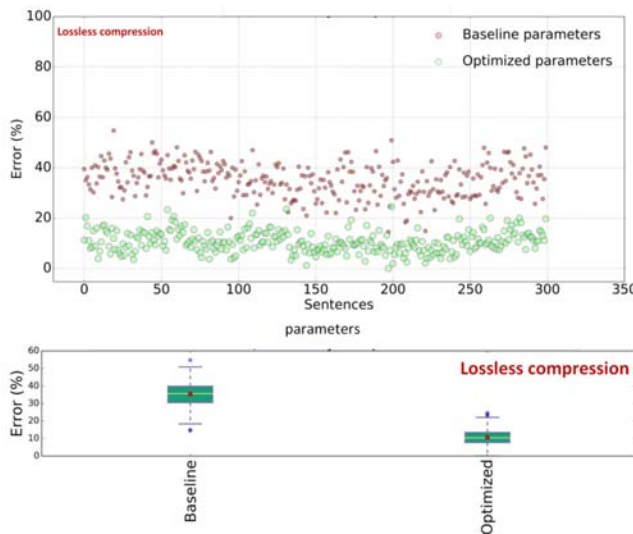 Lossless compression
Baseline parameters
Optimized parameters
Error (%)
100
80
60
40
20
0
0 50 100 150 200 250 300 350
Sentences
parameters
Lossless compression
Error (%)
60
50
40
30
20
10
0
Baseline
Optimized